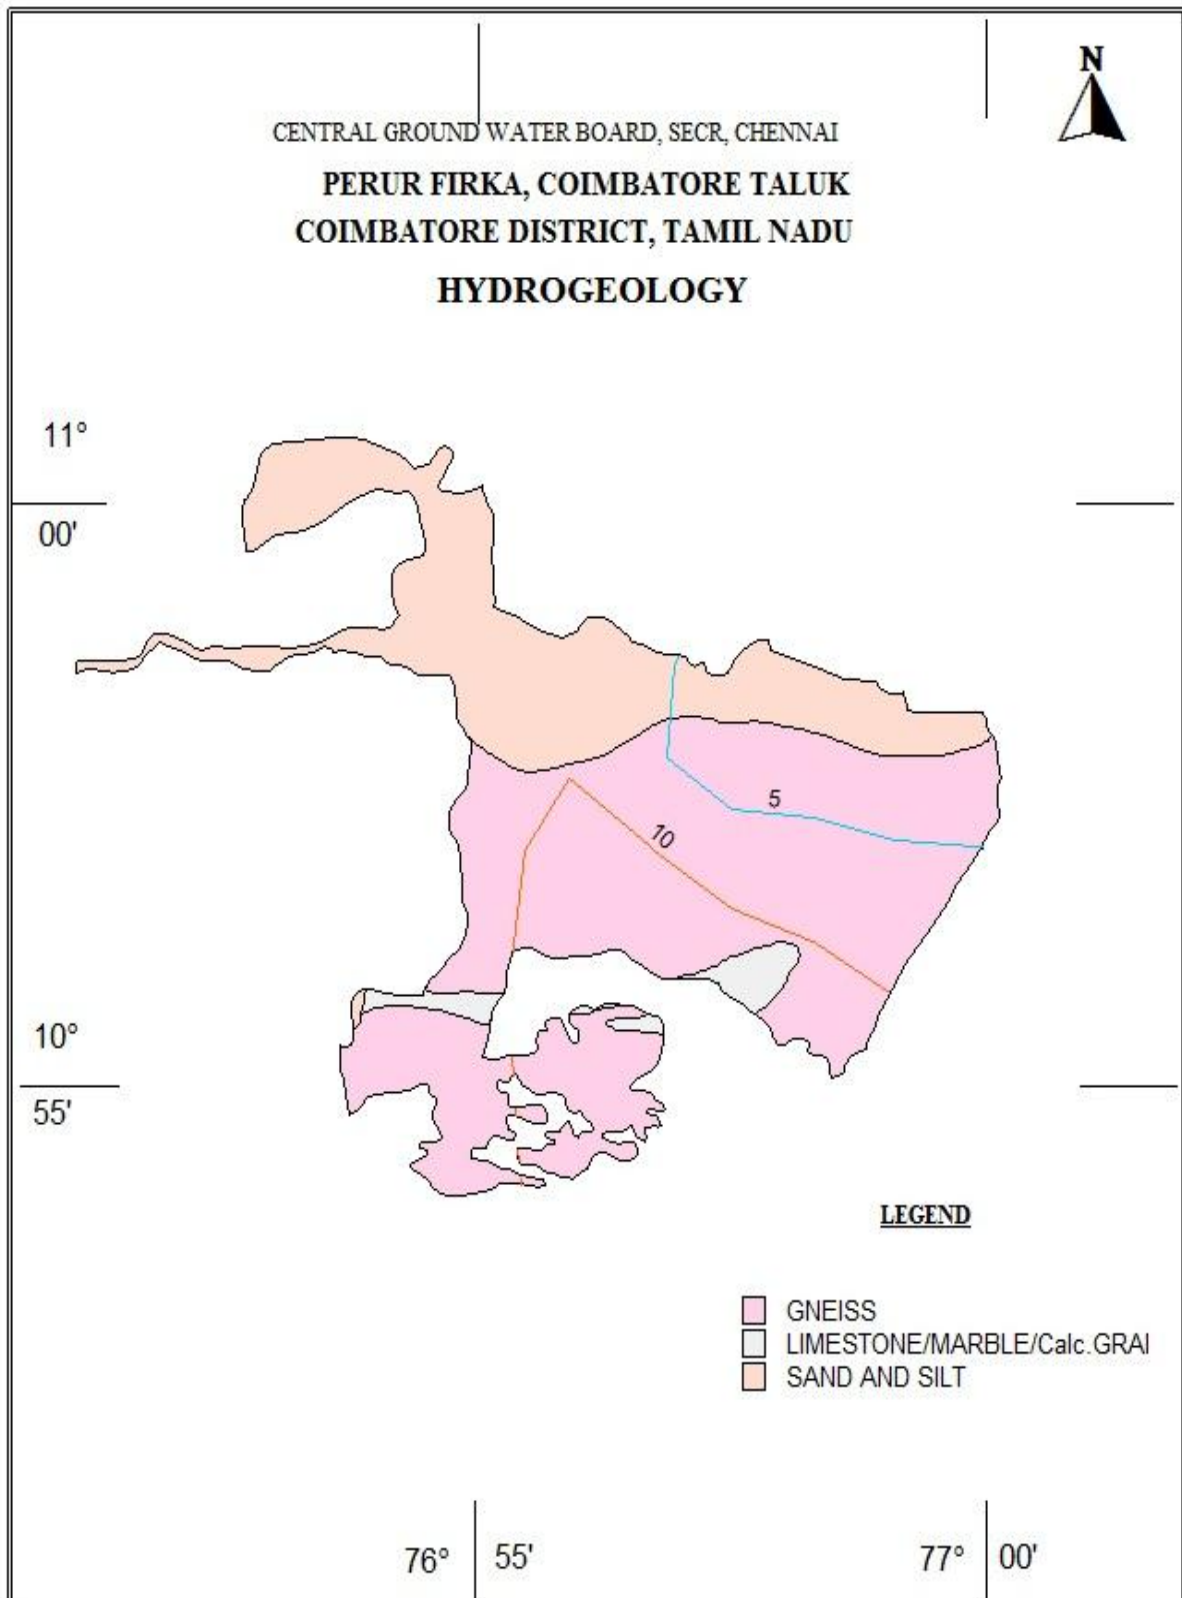 N
CENTRAL GROUND WATER BOARD, SECR, CHENNAI
PERUR FIRKA, COIMBATORE TALUK
COIMBATORE DISTRICT, TAMIL NADU
HYDROGEOLOGY
11°
00'
5
10
10°
55'
LEGEND
GNEISS
LIMESTONE/MARBLE/Calc.GRAI
SAND AND SILT
76° 55'
77° 00'